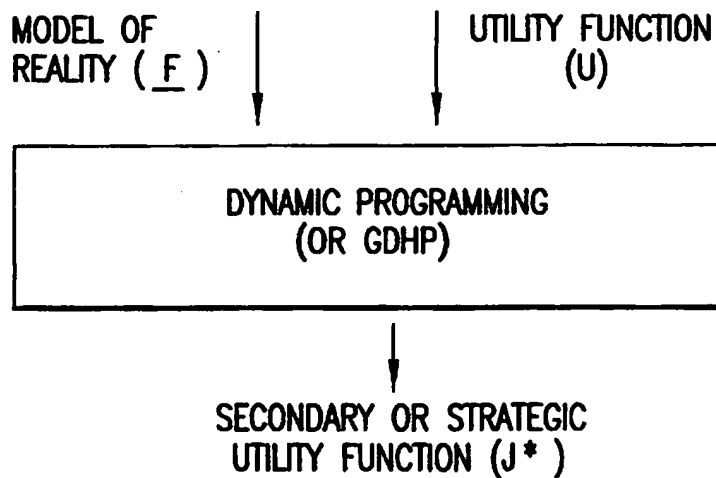 MODEL OF
REALITY ( F )
UTILITY FUNCTION
(U)
DYNAMIC PROGRAMMING
(OR GDHP)
SECONDARY OR STRATEGIC
UTILITY FUNCTION (J*)